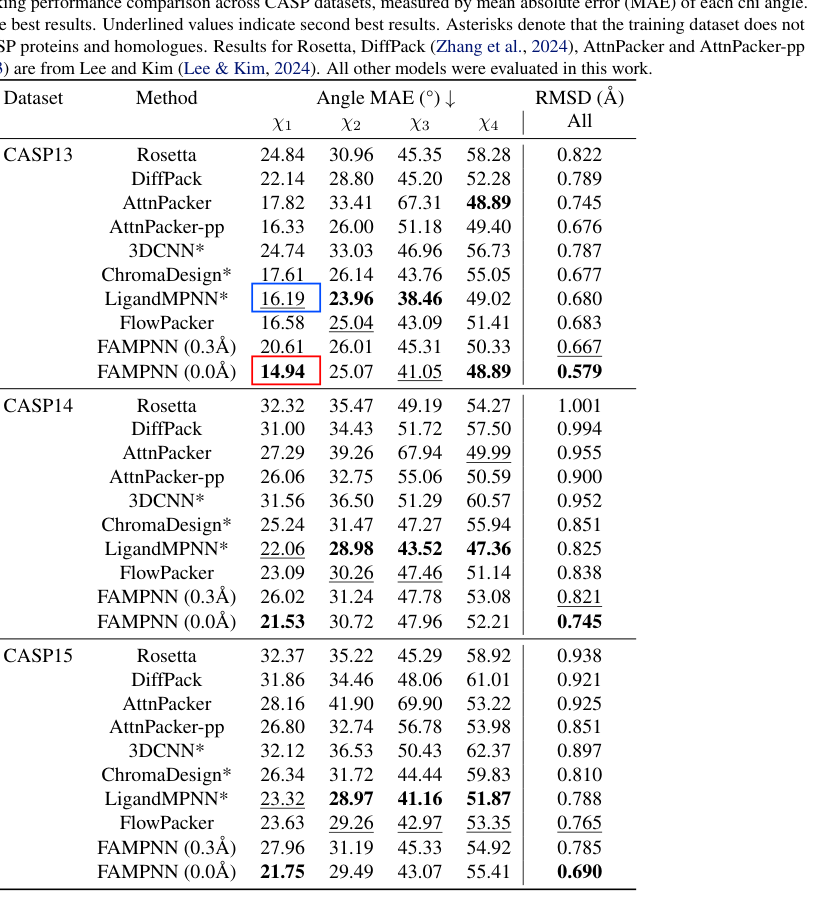 king performance comparison across CASP datasets, measured by mean absolute error (MAE) of each chi angle.
e best results. Underlined values indicate second best results. Asterisks denote that the training dataset does not
SP proteins and homologues. Results for Rosetta, DiffPack (Zhang et al., 2024), AttnPacker and AttnPacker-pp
3) are from Lee and Kim (Lee & Kim, 2024). All other models were evaluated in this work.
Dataset Method Angle MAE (°) ↓ RMSD (Å)
χ1 χ2 χ3 χ4 All
CASP13 Rosetta 24.84 30.96 45.35 58.28 0.822
DiffPack 22.14 28.80 45.20 52.28 0.789
AttnPacker 17.82 33.41 67.31 48.89 0.745
AttnPacker-pp 16.33 26.00 51.18 49.40 0.676
3DCNN* 24.74 33.03 46.96 56.73 0.787
ChromaDesign* 17.61 26.14 43.76 55.05 0.677
LigandMPNN* 16.19 23.96 38.46 49.02 0.680
FlowPacker 16.58 25.04 43.09 51.41 0.683
FAMPNN (0.3Å) 20.61 26.01 45.31 50.33 0.667
FAMPNN (0.0Å) 14.94 25.07 41.05 48.89 0.579
CASP14 Rosetta 32.32 35.47 49.19 54.27 1.001
DiffPack 31.00 34.43 51.72 57.50 0.994
AttnPacker 27.29 39.26 67.94 49.99 0.955
AttnPacker-pp 26.06 32.75 55.06 50.59 0.900
3DCNN* 31.56 36.50 51.29 60.57 0.952
ChromaDesign* 25.24 31.47 47.27 55.94 0.851
LigandMPNN* 22.06 28.98 43.52 47.36 0.825
FlowPacker 23.09 30.26 47.46 51.14 0.838
FAMPNN (0.3Å) 26.02 31.24 47.78 53.08 0.821
FAMPNN (0.0Å) 21.53 30.72 47.96 52.21 0.745
CASP15 Rosetta 32.37 35.22 45.29 58.92 0.938
DiffPack 31.86 34.46 48.06 61.01 0.921
AttnPacker 28.16 41.90 69.90 53.22 0.925
AttnPacker-pp 26.80 32.74 56.78 53.98 0.851
3DCNN* 32.12 36.53 50.43 62.37 0.897
ChromaDesign* 26.34 31.72 44.44 59.83 0.810
LigandMPNN* 23.32 28.97 41.16 51.87 0.788
FlowPacker 23.63 29.26 42.97 53.35 0.765
FAMPNN (0.3Å) 27.96 31.19 45.33 54.92 0.785
FAMPNN (0.0Å) 21.75 29.49 43.07 55.41 0.690